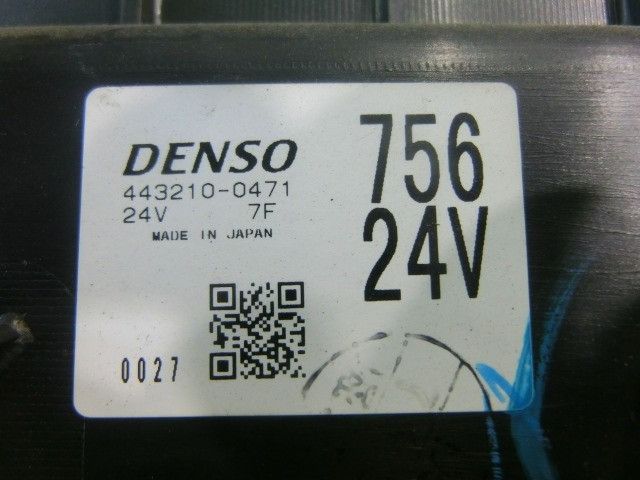 DENSO
443210-0471
24V 7F
MADE IN JAPAN
756
24V
0027